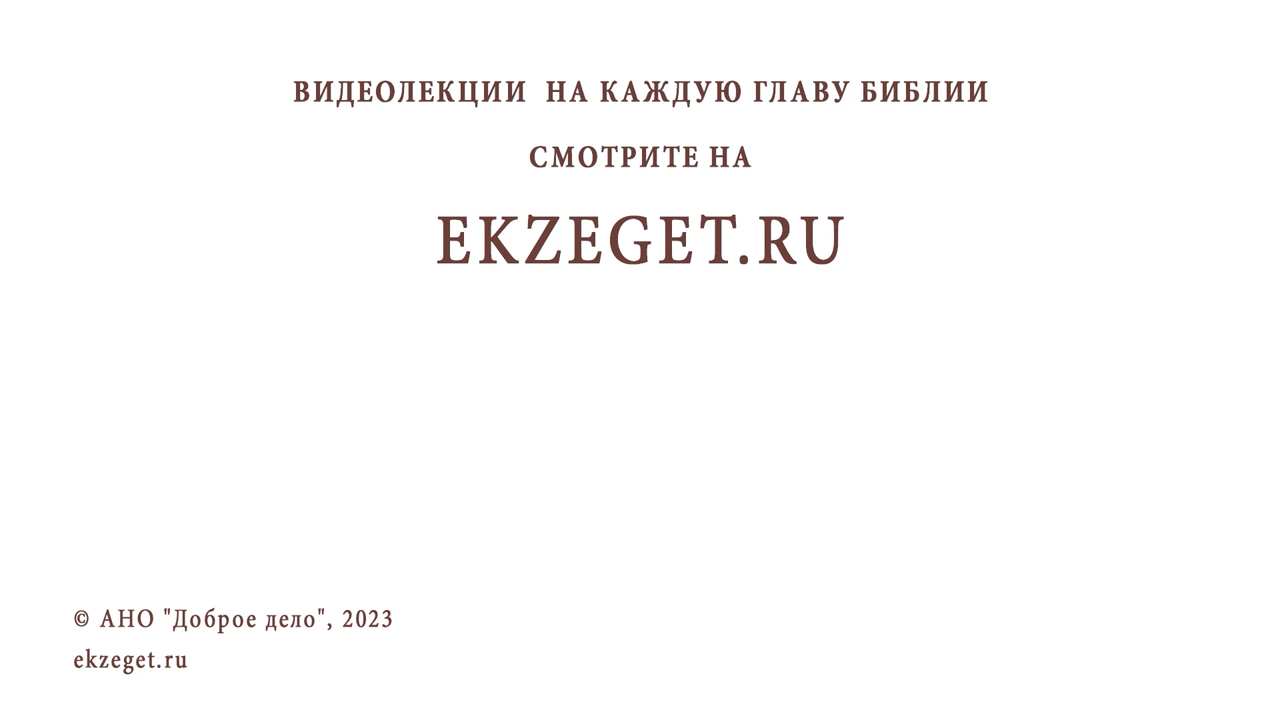 ВИДЕОЛЕКЦИИ НА КАЖДУЮ ГЛАВУ БИБЛИИ
СМОТРИТЕ НА
EKZEGET.RU
© АНО "Доброе дело", 2023
ekzeget.ru